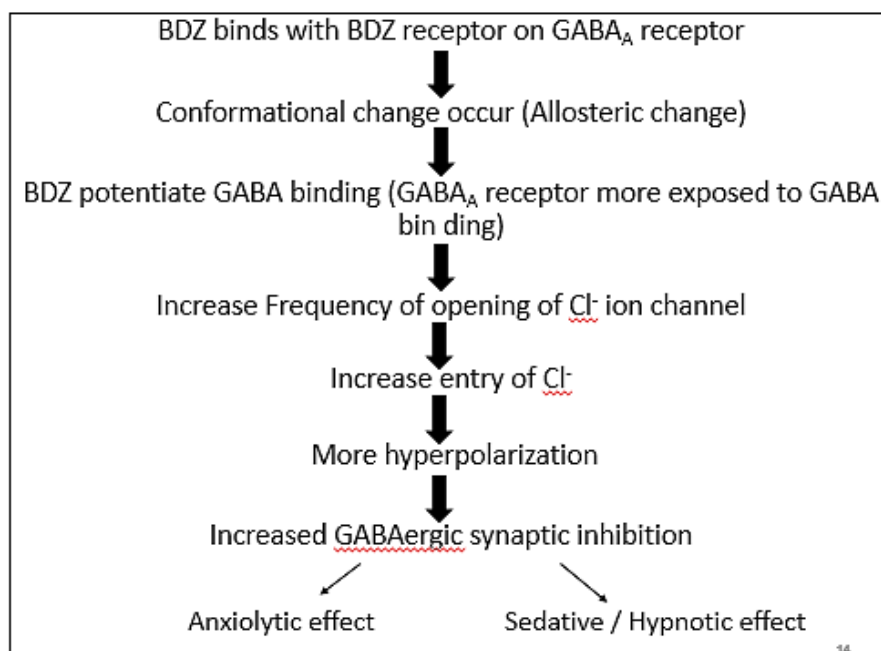 BDZ binds with BDZ receptor on GABAA receptor
Conformational change occur (Allosteric change)
BDZ potentiate GABA binding (GABAA receptor more exposed to GABA
bin ding)
Increase Frequency of opening of Cl- ion channel
Increase entry of Cl-
More hyperpolarization
Increased GABAergic synaptic inhibition
Anxiolytic effect
Sedative / Hypnotic effect
14